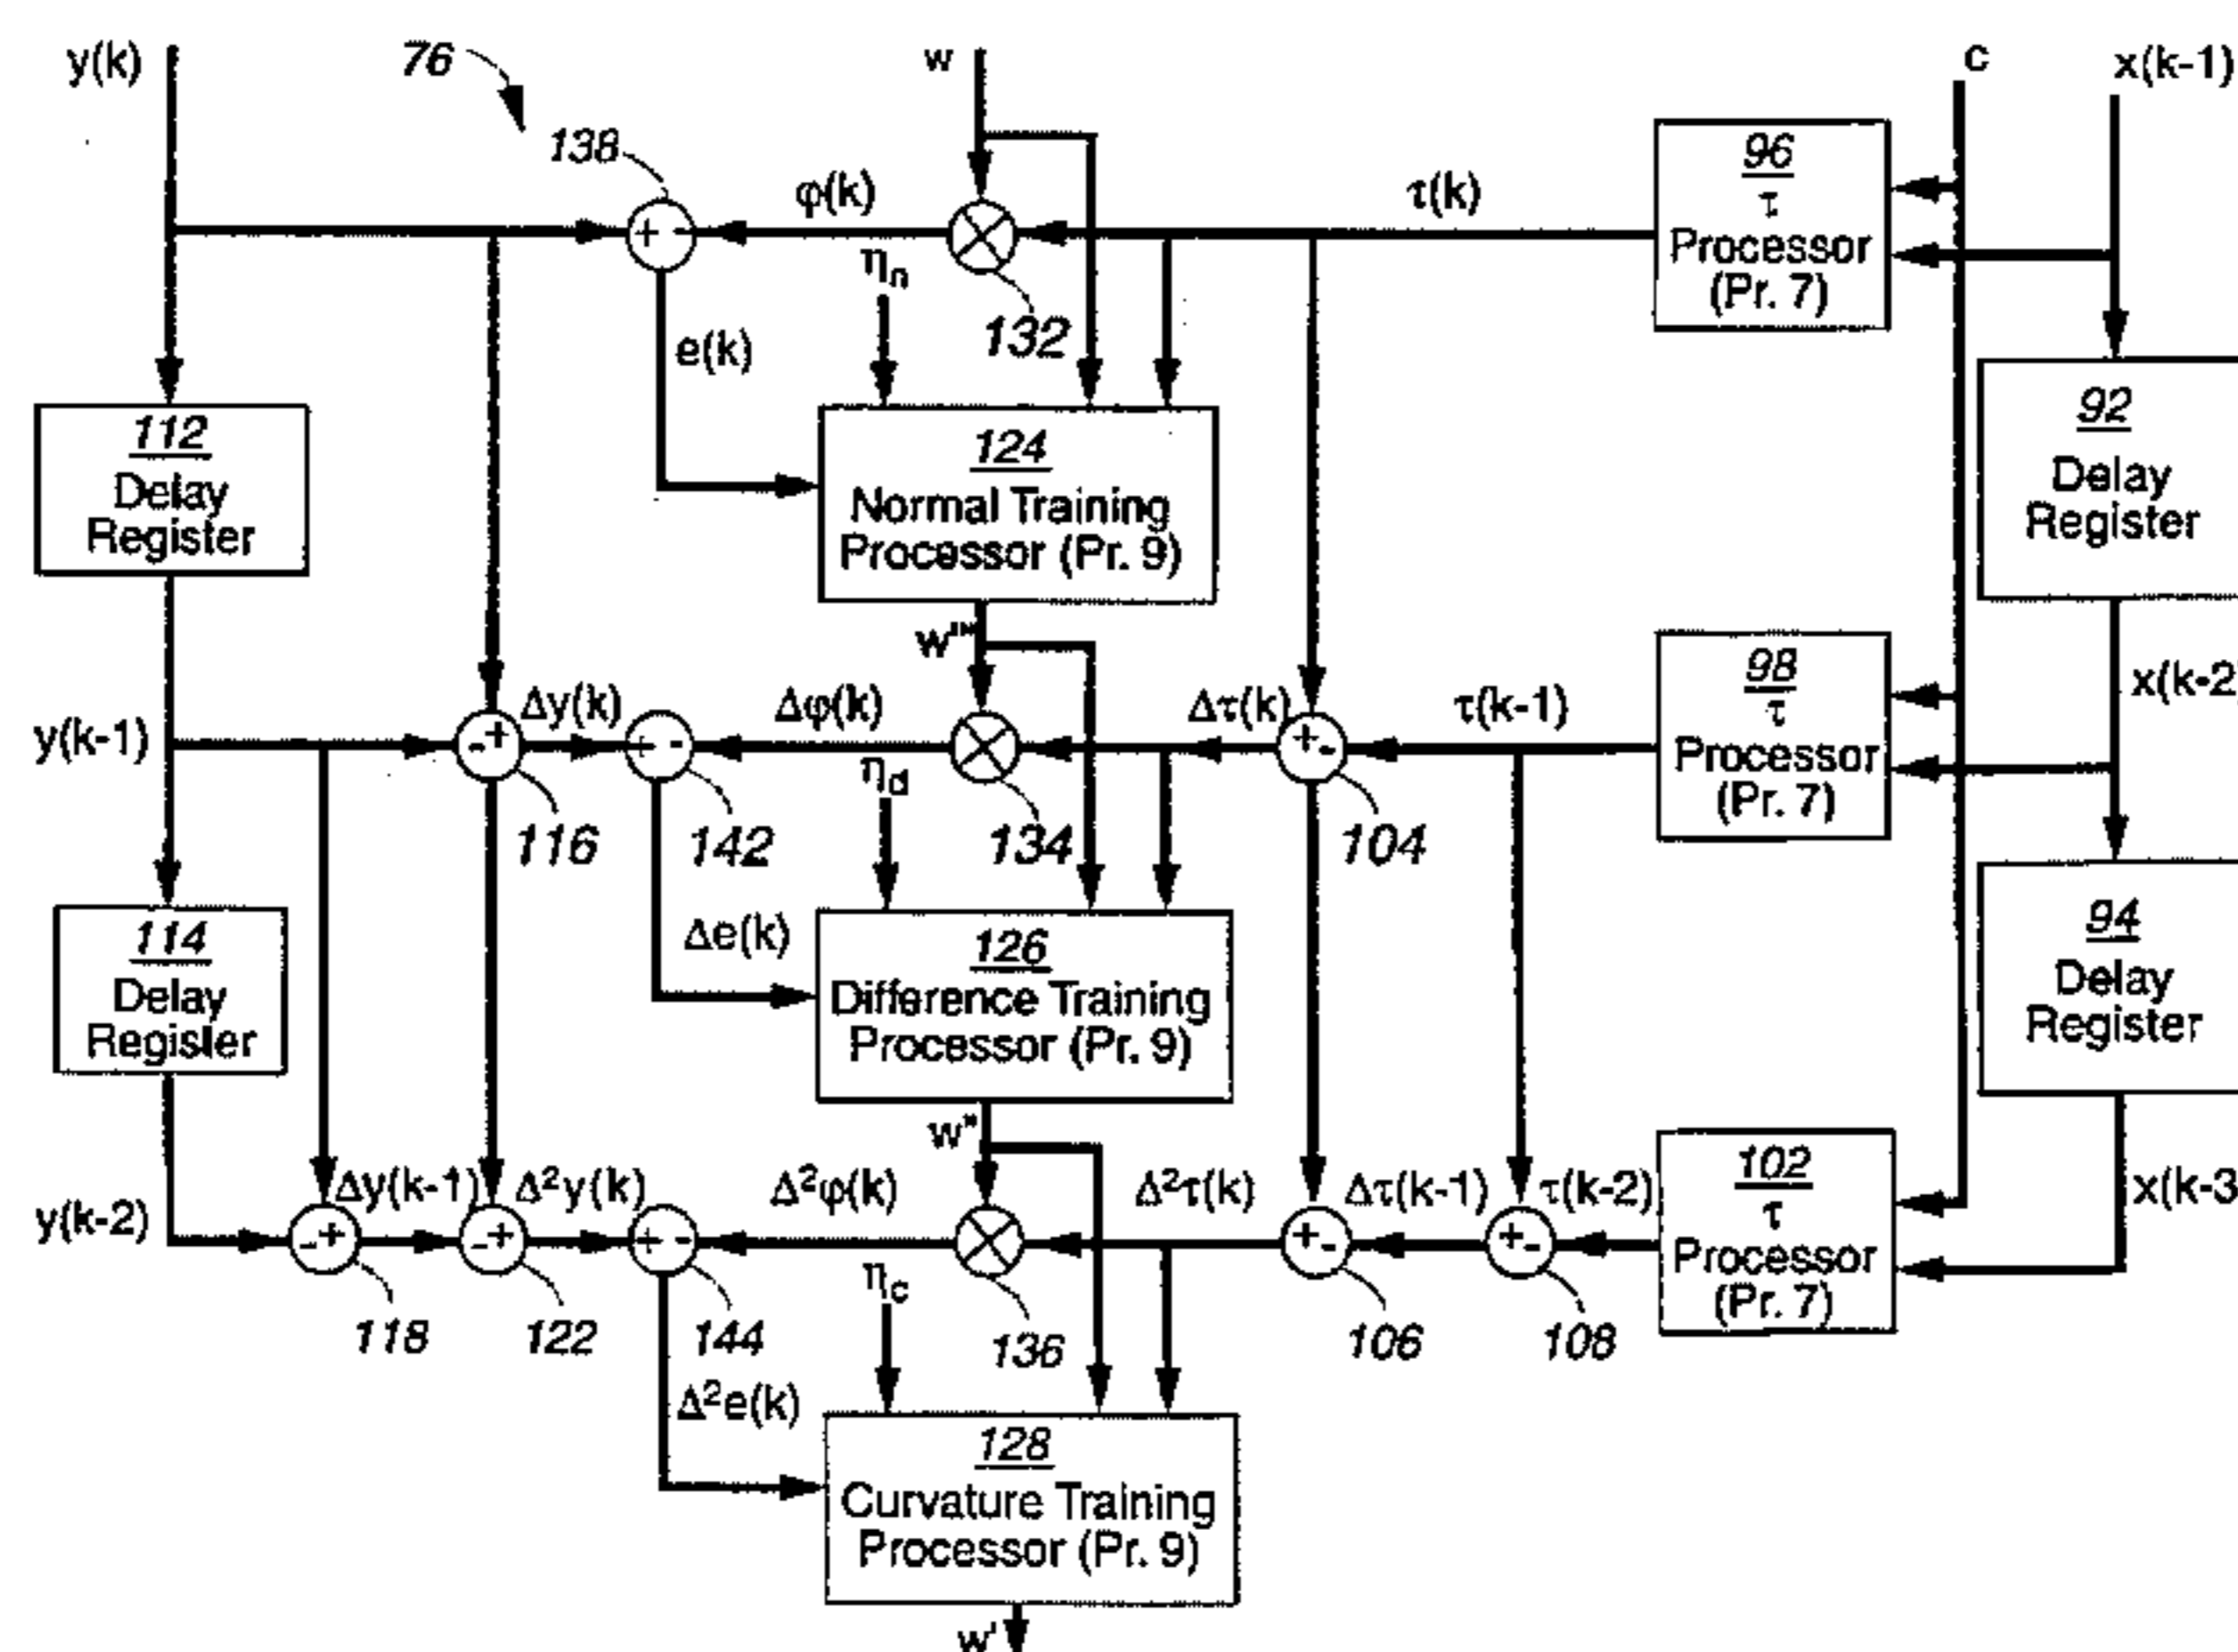 y(k)
76
w
c
x(k-1)
138
φ(k)
τ(k)
96
τ
Processor
(Pr. 7)
ηn
132
e(k)
112
Delay
Register
124
Normal Training
Processor (Pr. 9)
92
Delay
Register
w'''
98
τ
Processor
(Pr. 7)
x(k-2)
y(k-1)
Δy(k)
Δφ(k)
Δτ(k)
τ(k-1)
+ -
- +
+ -
+ -
ηd
116
142
134
104
114
Delay
Register
Δe(k)
126
Difference Training
Processor (Pr. 9)
94
Delay
Register
w"
102
τ
Processor
(Pr. 7)
x(k-3
y(k-2)
Δy(k-1)
Δ²y(k)
Δ²φ(k)
Δ²τ(k)
Δτ(k-1)
τ(k-2)
- +
- +
+ -
+ -
+ -
ηc
118
122
144
136
106
108
Δ²e(k)
128
Curvature Training
Processor (Pr. 9)
w'